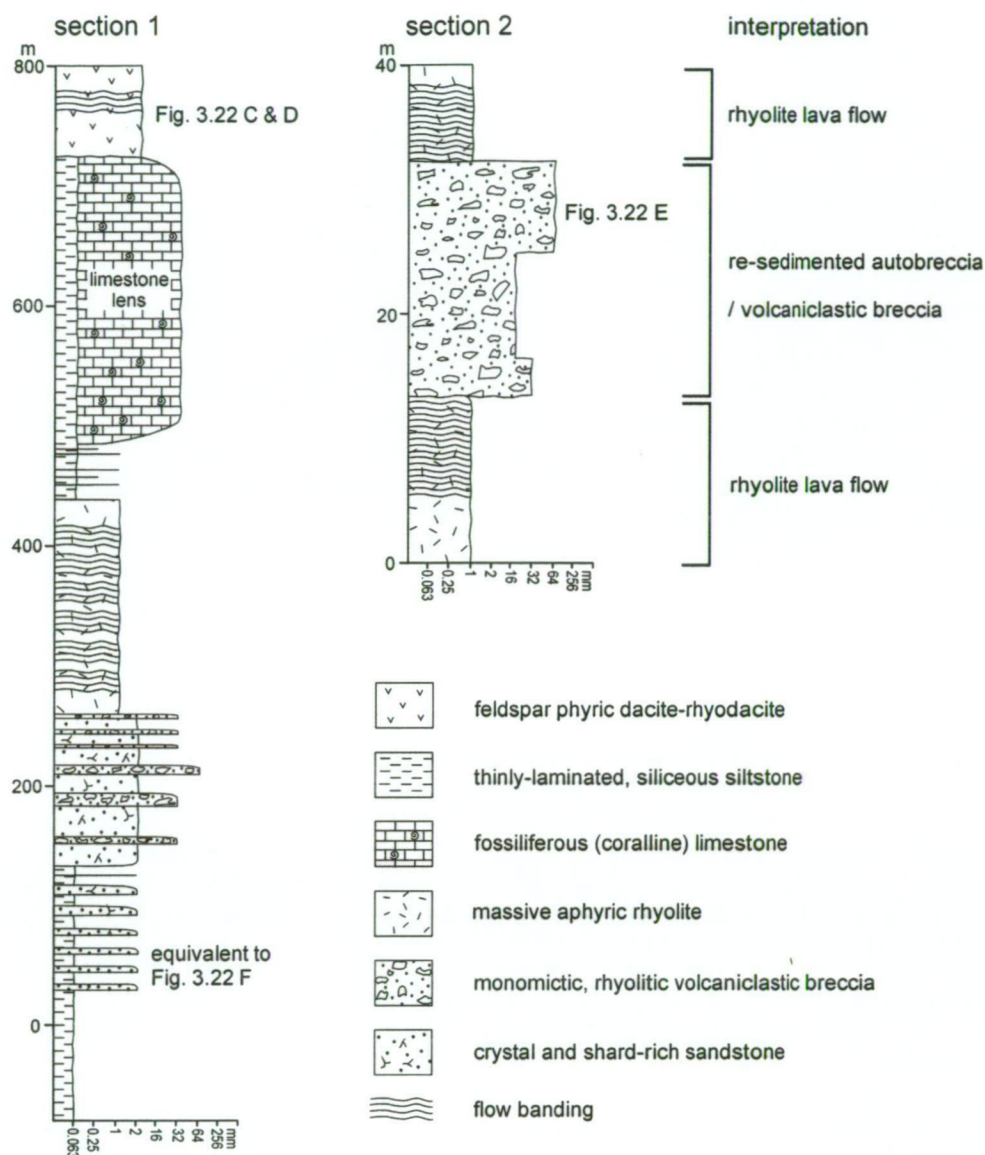 section 1
m
800
Fig. 3.22 C & D
limestone
lens
600
400
200
equivalent to
Fig. 3.22 F
0
0.063
0.25
1
2
16
32
64
256
mm
section 2
m
40
Fig. 3.22 E
20
0
0.063
0.25
1
2
16
32
64
256
mm
interpretation
rhyolite lava flow
re-sedimented autobreccia
/ volcaniclastic breccia
rhyolite lava flow
feldspar phyric dacite-rhyodacite
thinly-laminated, siliceous siltstone
fossiliferous (coralline) limestone
massive aphyric rhyolite
monomictic, rhyolitic volcaniclastic breccia
crystal and shard-rich sandstone
flow banding